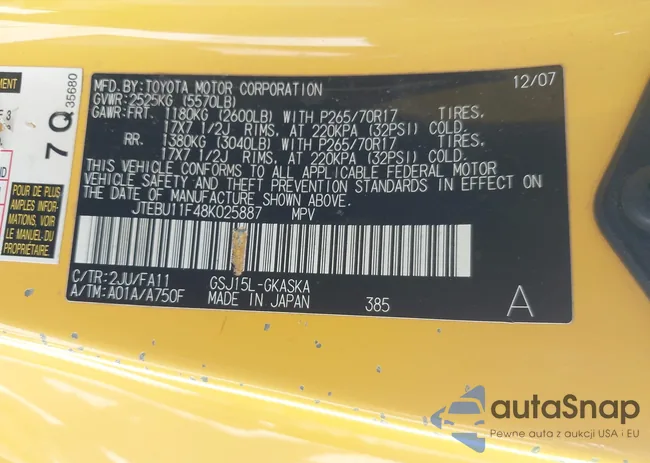 MENT
F 3
7 Q 35680
POUR DE PLUS
AMPLES INFOR-
MATIONS, VOIR
LE MANUEL DU
PROPRIÉTAIRE
MFD. BY: TOYOTA MOTOR CORPORATION 12/07
GVWR: 2525KG (5570LB)
GAWR: FRT. 1180KG (2600LB) WITH P265/70R17 TIRES.
17X7 1/2J RIMS, AT 220KPA (32PSI) COLD.
RR. 1380KG (3040LB) WITH P265/70R17 TIRES,
17X7 1/2J RIMS, AT 220KPA (32PSI) COLD.
THIS VEHICLE CONFORMS TO ALL APPLICABLE FEDERAL MOTOR
VEHICLE SAFETY AND THEFT PREVENTION STANDARDS IN EFFECT ON
THE DATE OF MANUFACTURE SHOWN ABOVE.
JTEBU11F48K025887 MPV
C/TR: 2JU/FA11 GSJ15L-GKASKA
A/TM: A01A/A750F MADE IN JAPAN 385 A
autaSnap
Pewne auta z aukcji USA i EU